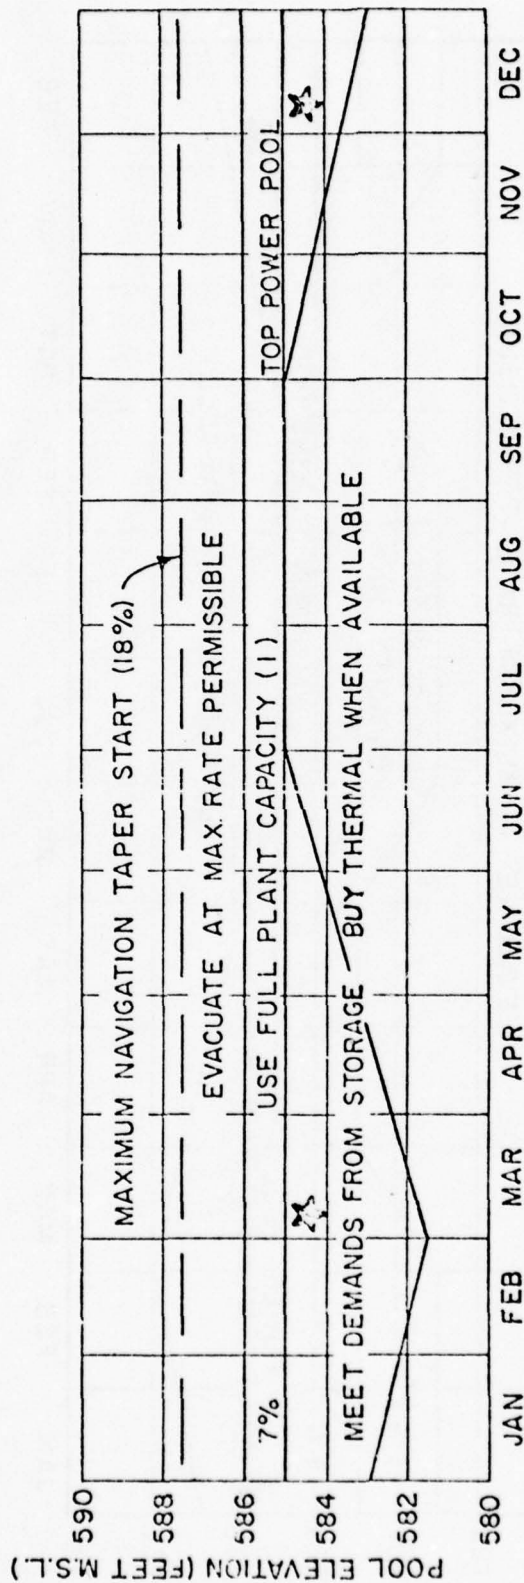 POOL ELEVATION (FEET M.S.L.)
590
588
586
584
582
580
MAXIMUM NAVIGATION TAPER START (18%)
EVACUATE AT MAX. RATE PERMISSIBLE
USE FULL PLANT CAPACITY (1)
7%
TOP POWER POOL
MEET DEMANDS FROM STORAGE BUY THERMAL WHEN AVAILABLE
JAN FEB MAR APR MAY JUN JUL AUG SEP OCT NOV DEC